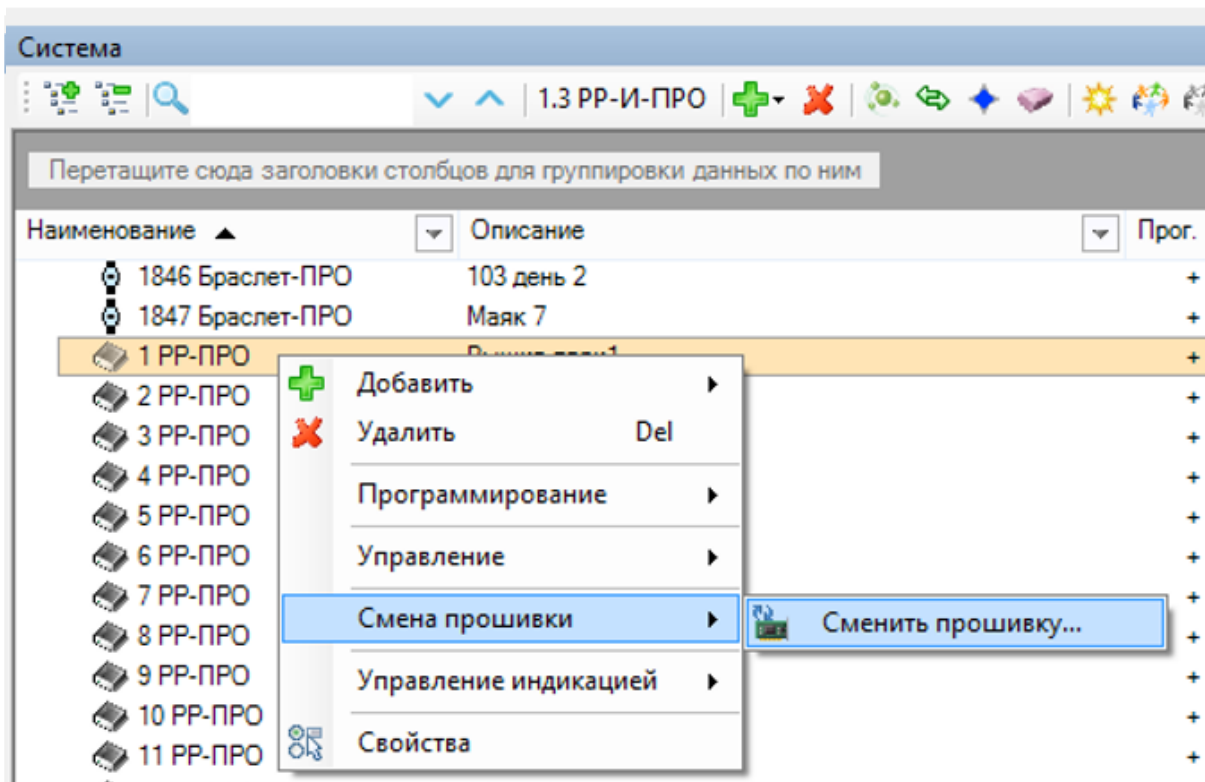 Система
1.3 РР-И-ПРО
Перетащите сюда заголовки столбцов для группировки данных по ним
Наименование Описание Прог.
1846 Браслет-ПРО 103 день 2 +
1847 Браслет-ПРО Маяк 7 +
1 РР-ПРО +
2 РР-ПРО +
3 РР-ПРО +
4 РР-ПРО +
5 РР-ПРО +
6 РР-ПРО +
7 РР-ПРО +
8 РР-ПРО +
9 РР-ПРО +
10 РР-ПРО +
11 РР-ПРО +
Добавить
Удалить Del
Программирование
Управление
Смена прошивки
Сменить прошивку...
Управление индикацией
Свойства